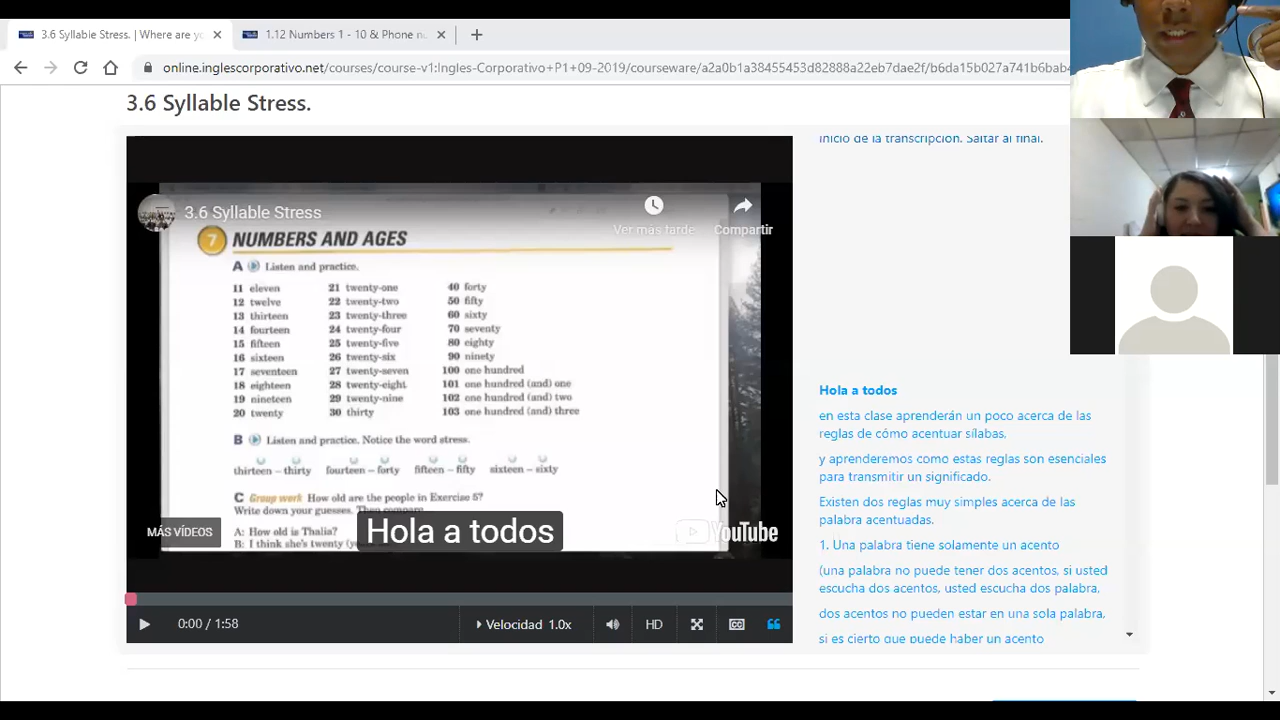 3.6 Syllable Stress. | Where are yo
1.12 Numbers 1 - 10 & Phone nu
online.inglescorporativo.net/courses/course-v1:Ingles-Corporativo+P1+09-2019/courseware/a2a0b1a38455453d82888a22eb7dae2f/b6da15b027a741b6bab4
3.6 Syllable Stress.
3.6 Syllable Stress
Ver más tarde
Compartir
7 NUMBERS AND AGES
A Listen and practice.
11 eleven 21 twenty-one 40 forty
12 twelve 22 twenty-two 50 fifty
13 thirteen 23 twenty-three 60 sixty
14 fourteen 24 twenty-four 70 seventy
15 fifteen 25 twenty-five 80 eighty
16 sixteen 26 twenty-six 90 ninety
17 seventeen 27 twenty-seven 100 one hundred
18 eighteen 28 twenty-eight 101 one hundred (and) one
19 nineteen 29 twenty-nine 102 one hundred (and) two
20 twenty 30 thirty 103 one hundred (and) three
B Listen and practice. Notice the word stress.
thirteen – thirty fourteen – forty fifteen – fifty sixteen – sixty
C Group work How old are the people in Exercise 5?
Write down your guesses. Then compare.
A: How old is Thalia?
B: I think she's twenty
MÁS VÍDEOS
Hola a todos
YouTube
0:00 / 1:58
Velocidad 1.0x
HD
CC
Inicio de la transcripción. Saltar al final.
Hola a todos
en esta clase aprenderán un poco acerca de las
reglas de cómo acentuar sílabas.
y aprenderemos como estas reglas son esenciales
para transmitir un significado.
Existen dos reglas muy simples acerca de las
palabra acentuadas.
1. Una palabra tiene solamente un acento
(una palabra no puede tener dos acentos, si usted
escucha dos acentos, usted escucha dos palabra,
dos acentos no pueden estar en una sola palabra,
si es cierto que puede haber un acento